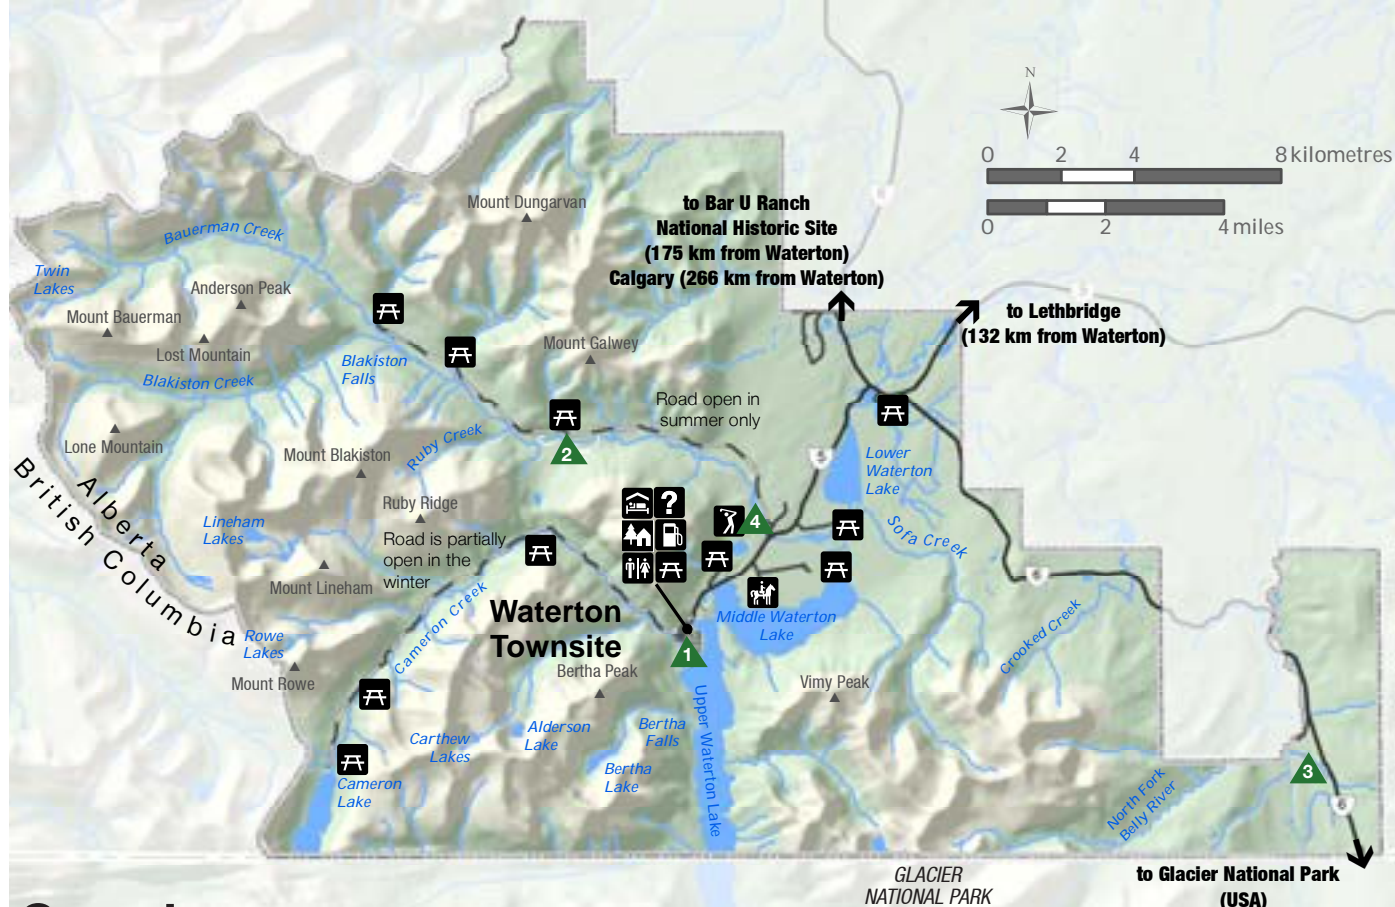 N
0 2 4 8 kilometres
0 2 4 miles
Mount Dungarvan
to Bar U Ranch
National Historic Site
(175 km from Waterton)
Calgary (266 km from Waterton)
Bauerman Creek
Twin
Lakes
Anderson Peak
Mount Bauerman
Lost Mountain
to Lethbridge
(132 km from Waterton)
Mount Galwey
Blakiston
Falls
Blakiston Creek
Road open in
summer only
Lone Mountain
Ruby Creek
Mount Blakiston
2
5
Lower
Waterton
Lake
Alberta
British Columbia
Ruby Ridge
?
4
Lineham
Lakes
Sofa Creek
Road is partially
open in the
winter
Mount Lineham
6
Cameron Creek
Waterton
Townsite
Middle Waterton
Lake
Crooked Creek
Rowe
Lakes
1
Mount Rowe
Bertha Peak
Vimy Peak
Upper Waterton Lake
Alderson
Lake
Bertha
Falls
Carthew
Lakes
Bertha
Lake
Cameron
Lake
3
North Fork
Belly River
6
GLACIER
NATIONAL PARK
to Glacier National Park
(USA)